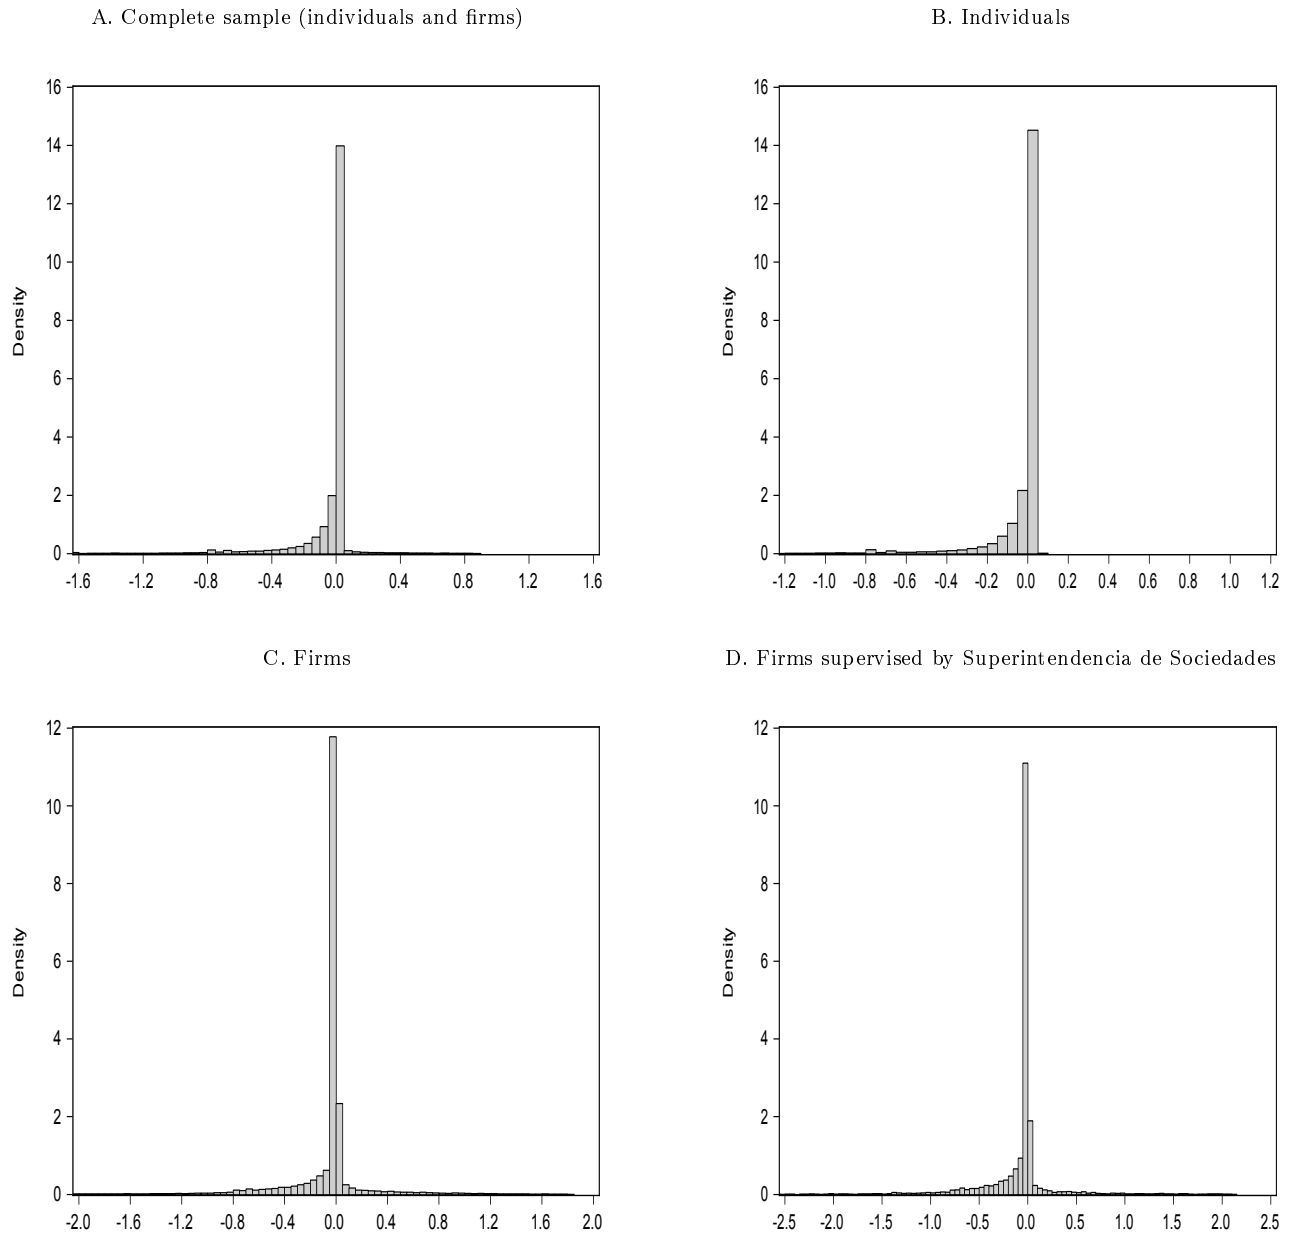 A. Complete sample (individuals and firms)
16
14
12
10
8
6
4
2
0
Density
-1.6 -1.2 -0.8 -0.4 0.0 0.4 0.8 1.2 1.6
B. Individuals
16
14
12
10
8
6
4
2
0
Density
-1.2 -1.0 -0.8 -0.6 -0.4 -0.2 0.0 0.2 0.4 0.6 0.8 1.0 1.2
C. Firms
12
10
8
6
4
2
0
Density
-2.0 -1.6 -1.2 -0.8 -0.4 0.0 0.4 0.8 1.2 1.6 2.0
D. Firms supervised by Superintendencia de Sociedades
12
10
8
6
4
2
0
Density
-2.5 -2.0 -1.5 -1.0 -0.5 0.0 0.5 1.0 1.5 2.0 2.5